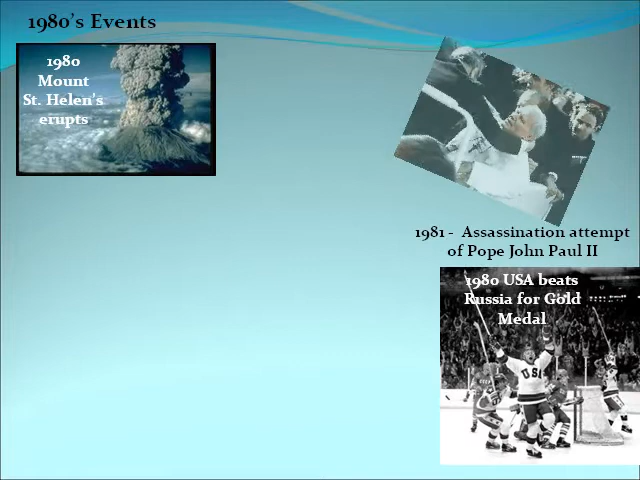 1980's Events
1980
Mount
St. Helen's
erupts
1981 - Assassination attempt
of Pope John Paul II
1980 USA beats
Russia for Gold
Medal
USA